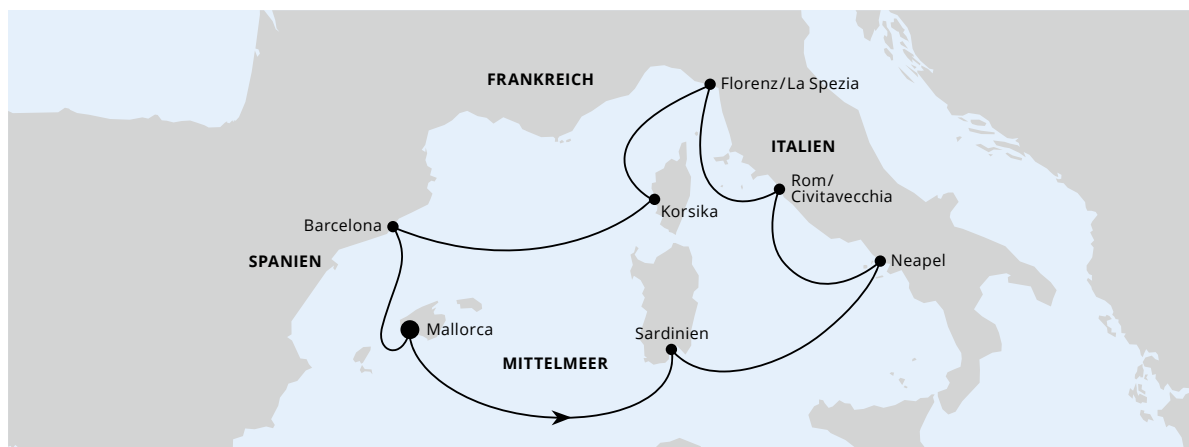 FRANKREICH
Florenz/La Spezia
ITALIEN
Rom/
Civitavecchia
Korsika
Barcelona
SPANIEN
Neapel
Mallorca
Sardinien
MITTELMEER